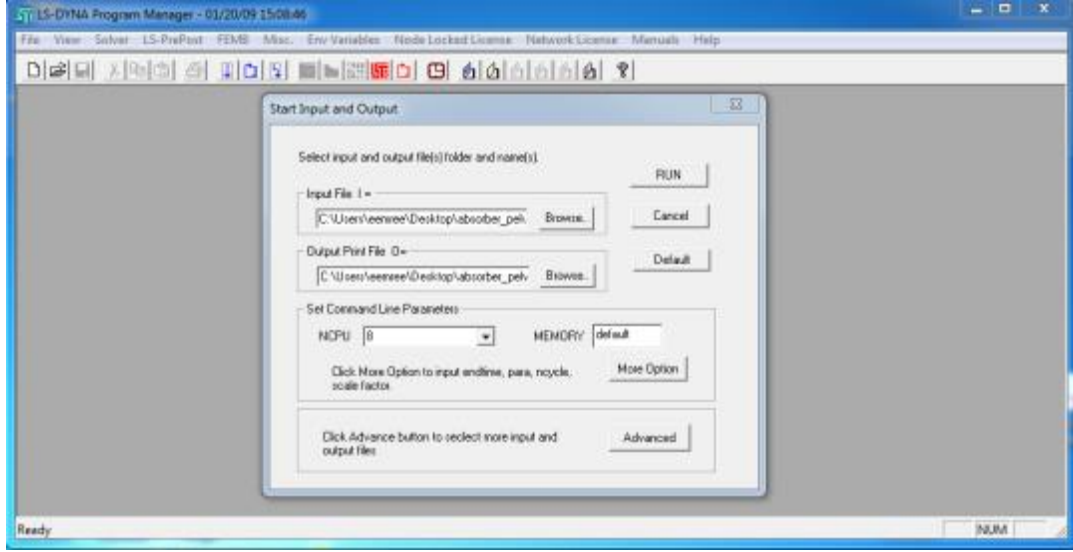 LS-DYNA Program Manager - 01/20/09 15:08:46
File View Solver LS-PrePost FEMB Misc. Env Variables Node Locked License Network License Manuals Help
Start Input and Output
Select input and output file(s) folder and name(s).
RUN
Input File I =
C:\Users\eenwee\Desktop\absorber_pelv
Browse..
Cancel
Output Print File O=
Default
C:\Users\eenwee\Desktop\absorber_pelv
Browse..
Set Command Line Parameters
NCPU 8 MEMORY default
Click More Option to input endtime, para, ncycle,
scale factor.
More Option
Click Advance button to seclect more input and
output files
Advanced
Ready
NUM